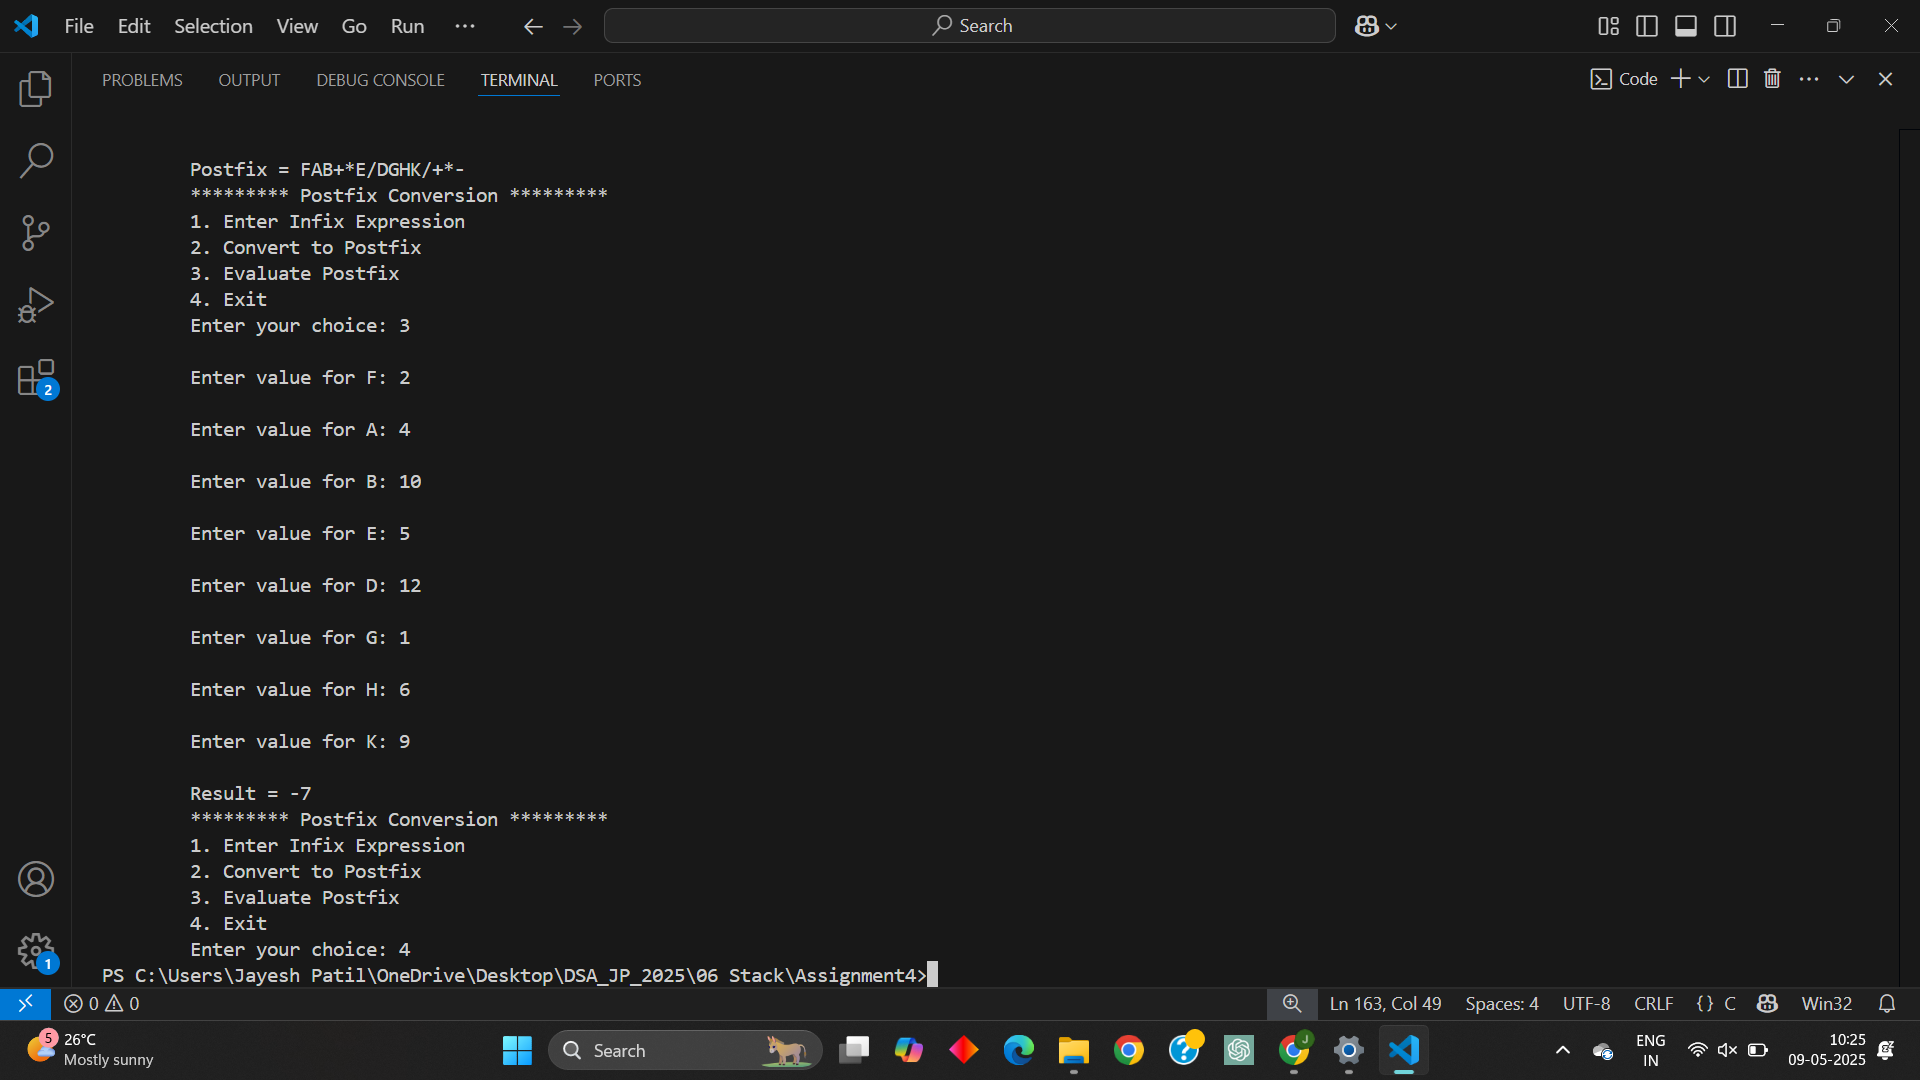 File Edit Selection View Go Run ··· Search
PROBLEMS OUTPUT DEBUG CONSOLE TERMINAL PORTS Code
Postfix = FAB+*E/DGHK/+*-
********* Postfix Conversion *********
1. Enter Infix Expression
2. Convert to Postfix
3. Evaluate Postfix
4. Exit
Enter your choice: 3
Enter value for F: 2
Enter value for A: 4
Enter value for B: 10
Enter value for E: 5
Enter value for D: 12
Enter value for G: 1
Enter value for H: 6
Enter value for K: 9
Result = -7
********* Postfix Conversion *********
1. Enter Infix Expression
2. Convert to Postfix
3. Evaluate Postfix
4. Exit
Enter your choice: 4
PS C:\Users\Jayesh Patil\OneDrive\Desktop\DSA_JP_2025\06 Stack\Assignment4>
2
1
0 0 Ln 163, Col 49 Spaces: 4 UTF-8 CRLF {} C Win32
5 26°C
Mostly sunny
Search
J
ENG
IN
10:25
09-05-2025